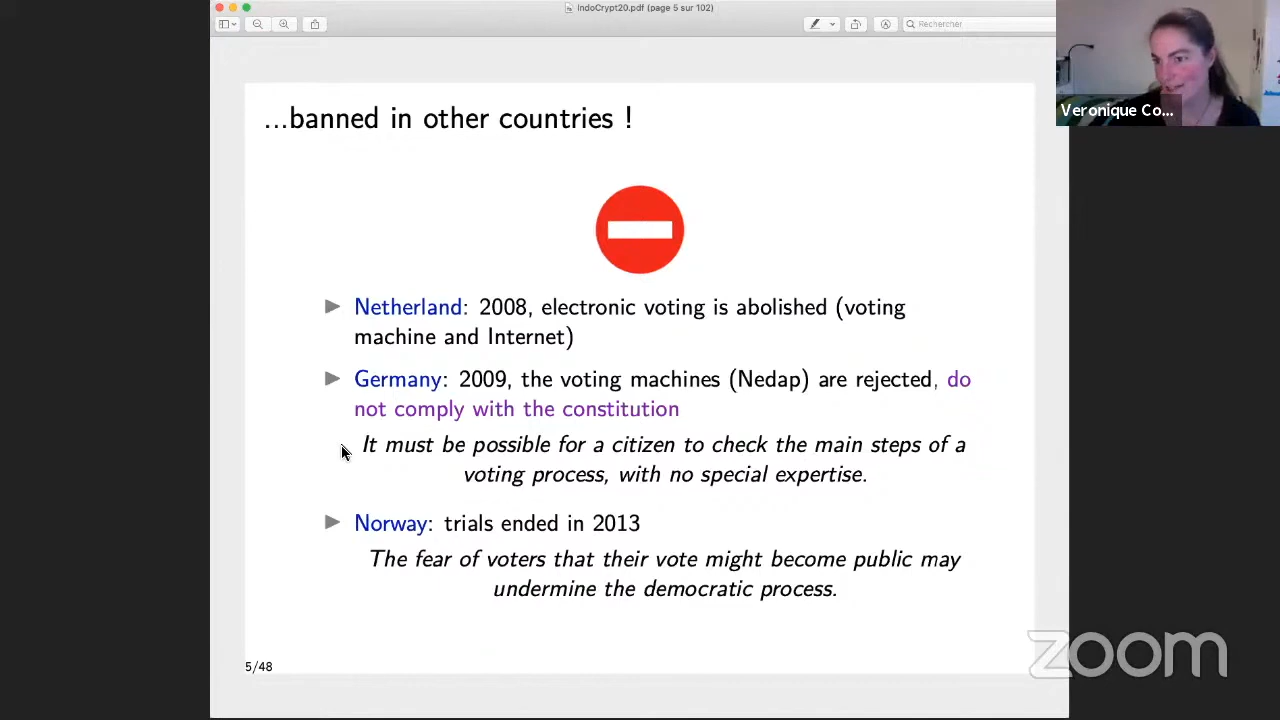 IndoCrypt20.pdf (page 5 sur 102)
Rechercher
Veronique Co...
...banned in other countries !
Netherland: 2008, electronic voting is abolished (voting
machine and Internet)
Germany: 2009, the voting machines (Nedap) are rejected, do
not comply with the constitution
It must be possible for a citizen to check the main steps of a
voting process, with no special expertise.
Norway: trials ended in 2013
The fear of voters that their vote might become public may
undermine the democratic process.
5/48
zoom